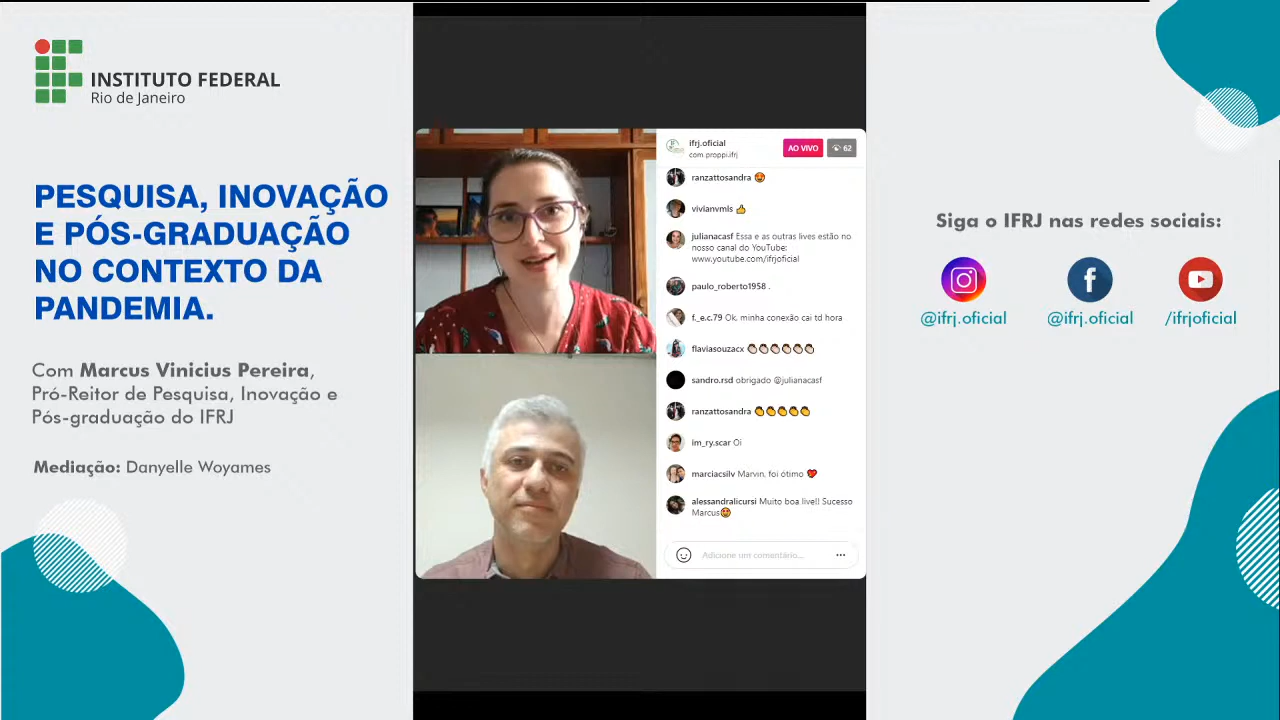 INSTITUTO FEDERAL
Rio de Janeiro
PESQUISA, INOVAÇÃO
E PÓS-GRADUAÇÃO
NO CONTEXTO DA
PANDEMIA.
Com Marcus Vinicius Pereira,
Pró-Reitor de Pesquisa, Inovação e
Pós-graduação do IFRJ
Mediação: Danyelle Woyames
ifrj.oficial
com proppi.ifrj
AO VIVO
62
ranzattosandra
vivianvmls
julianacasf Essa e as outras lives estão no
nosso canal do YouTube:
www.youtube.com/ifrjoficial
paulo_roberto1958 .
f._e.c.79 Ok, minha conexão cai td hora
flaviasouzacx
sandro.rsd obrigado @julianacasf
ranzattosandra
im_ry.scar Oi
marciacsilv Marvin, foi ótimo
alessandralicursi Muito boa live!! Sucesso
Marcus
Adicione um comentário...
Siga o IFRJ nas redes sociais:
@ifrj.oficial
@ifrj.oficial
/ifrjoficial